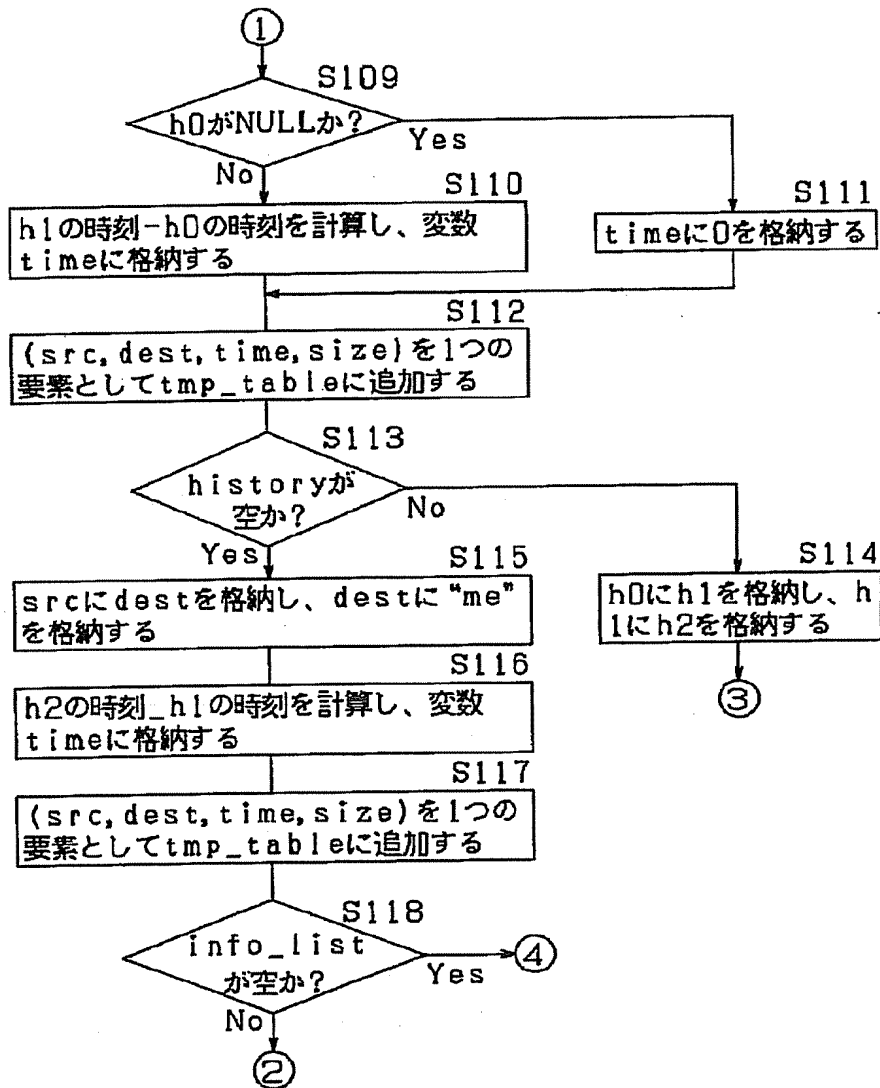 ①
S109
h0がNULLか?
Yes
No
S110
h1の時刻-h0の時刻を計算し、変数
timeに格納する
S111
timeに0を格納する
S112
(src,dest,time,size)を1つの
要素としてtmp_tableに追加する
S113
historyが
空か?
No
Yes
S115
srcにdestを格納し、destに"me"
を格納する
S114
h0にh1を格納し、h
1にh2を格納する
③
S116
h2の時刻_h1の時刻を計算し、変数
timeに格納する
S117
(src,dest,time,size)を1つの
要素としてtmp_tableに追加する
S118
info_list
が空か?
Yes
④
No
②